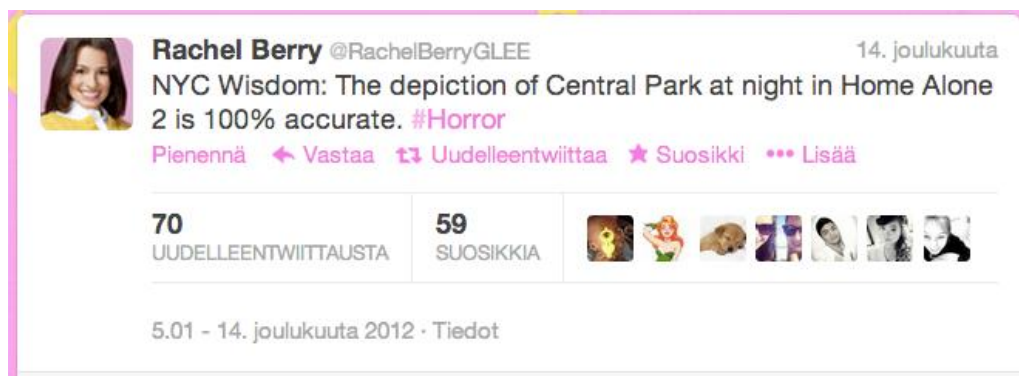 Rachel Berry @RachelBerryGLEE 14. joulukuuta
NYC Wisdom: The depiction of Central Park at night in Home Alone
2 is 100% accurate. #Horror
Pienennä Vastaa Uudelleentwiittaa Suosikki Lisää
70 59
UUDELLEENTWIITTAUSTA SUOSIKKIA
5.01 - 14. joulukuuta 2012 · Tiedot